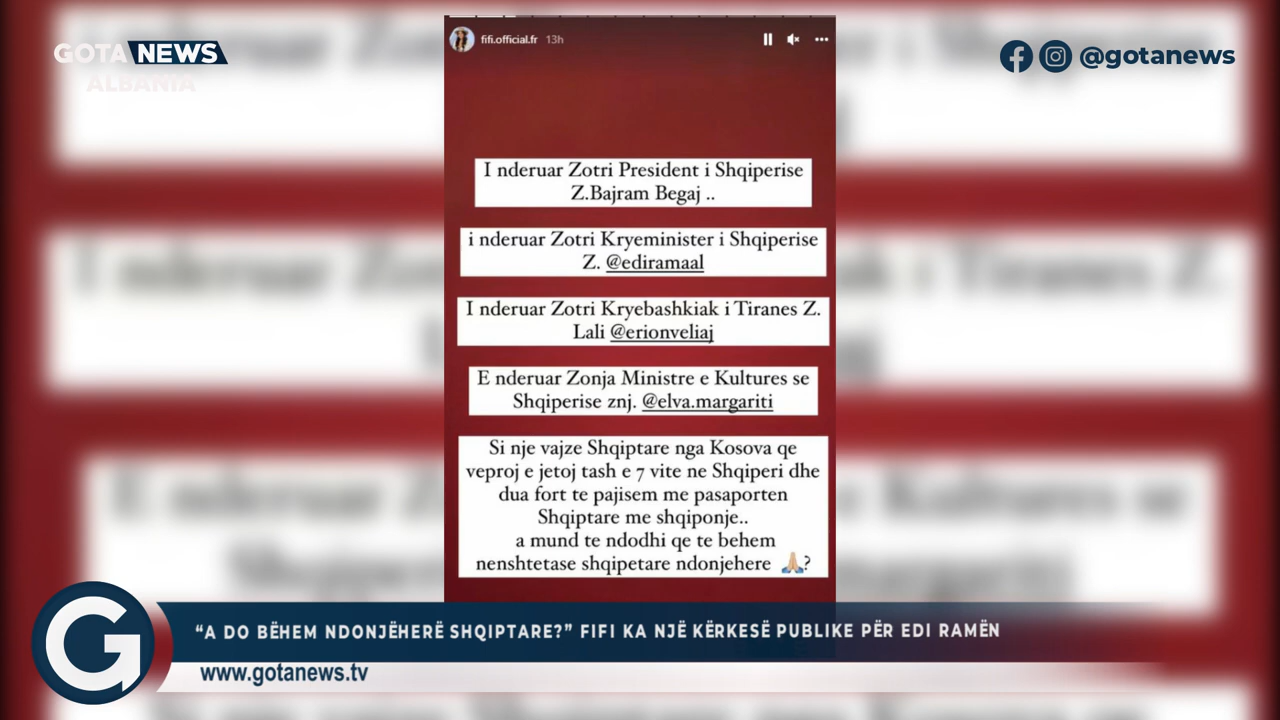 GOTA NEWS
ALBANIA
@gotanews
fifi.official.fr 13h
I nderuar Zotri President i Shqiperise
Z.Bajram Begaj ..
i nderuar Zotri Kryeminister i Shqiperise
Z. @ediramaal
I nderuar Zotri Kryebashkiak i Tiranes Z.
Lali @erionveliaj
E nderuar Zonja Ministre e Kultures se
Shqiperise znj. @elva.margariti
Si nje vajze Shqiptare nga Kosova qe
veproj e jetoj tash e 7 vite ne Shqiperi dhe
dua fort te pajisem me pasaporten
Shqiptare me shqiponje..
a mund te ndodhi qe te behem
nenshtetase shqipetare ndonjehere 🙏🏼?
G
“A DO BËHEM NDONJËHERË SHQIPTARE?” FIFI KA NJË KËRKESË PUBLIKE PËR EDI RAMËN
www.gotanews.tv